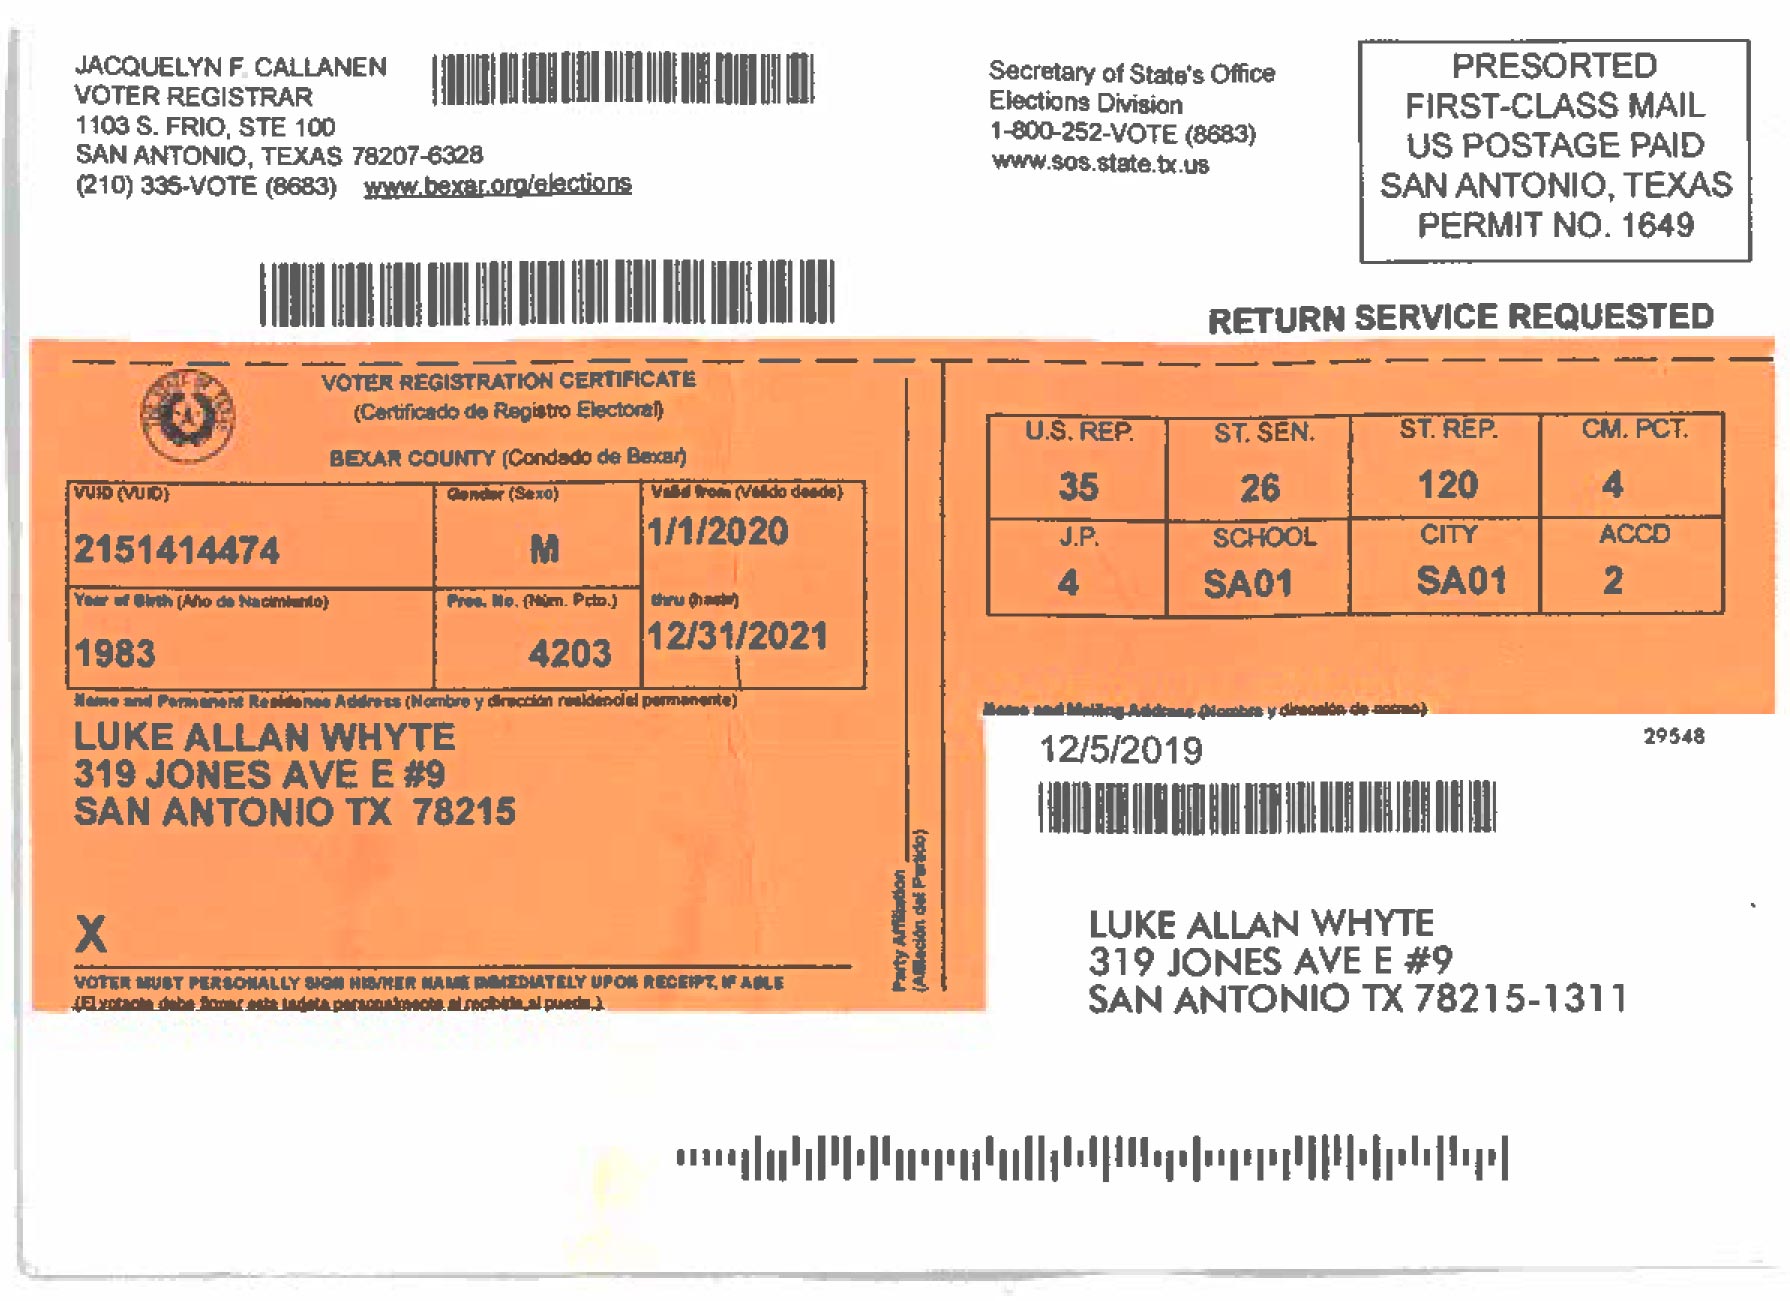 JACQUELYN F. CALLANEN
VOTER REGISTRAR
1103 S. FRIO, STE 100
SAN ANTONIO, TEXAS 78207-6328
(210) 335-VOTE (8683) www.bexar.org/elections
Secretary of State's Office
Elections Division
1-800-252-VOTE (8683)
www.sos.state.tx.us
PRESORTED
FIRST-CLASS MAIL
US POSTAGE PAID
SAN ANTONIO, TEXAS
PERMIT NO. 1649
RETURN SERVICE REQUESTED
VOTER REGISTRATION CERTIFICATE
(Certificado de Registro Electoral)
BEXAR COUNTY (Condado de Bexar)
VUID (VUID) Gender (Sexo) Valid from (Válido desde)
2151414474 M 1/1/2020
Year of Birth (Año de Nacimiento) Prec. No. (Núm. Pcto.) thru (hasta)
1983 4203 12/31/2021
Name and Permanent Residence Address (Nombre y dirección residencial permanente)
LUKE ALLAN WHYTE
319 JONES AVE E #9
SAN ANTONIO TX 78215
X
VOTER MUST PERSONALLY SIGN HIS/HER NAME IMMEDIATELY UPON RECEIPT, IF ABLE
(El votante debe firmar esta tarjeta personalmente al recibirla, si puede.)
Party Affiliation
(Afiliación del Partido)
U.S. REP. ST. SEN. ST. REP. CM. PCT.
35 26 120 4
J.P. SCHOOL CITY ACCD
4 SA01 SA01 2
Name and Mailing Address (Nombre y dirección de correo)
12/5/2019
29548
LUKE ALLAN WHYTE
319 JONES AVE E #9
SAN ANTONIO TX 78215-1311